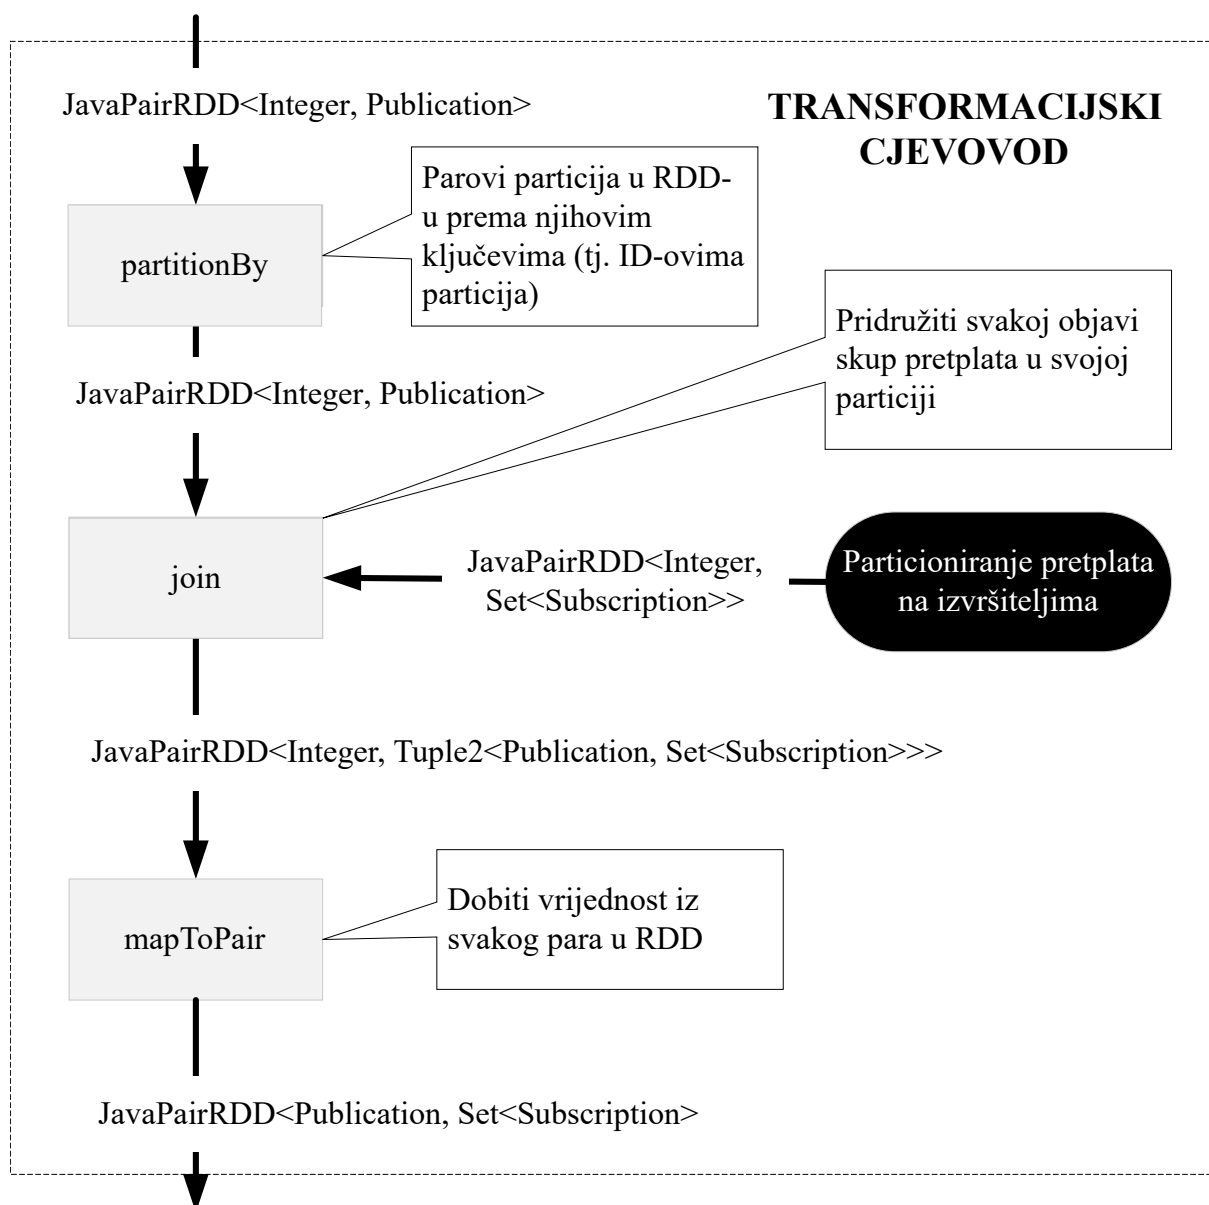 JavaPairRDD<Integer, Publication>
TRANSFORMACIJSKI
CJEVOVOD
Parovi particija u RDD-
u prema njihovim
ključevima (tj. ID-ovima
particija)
partitionBy
Pridružiti svakoj objavi
skup pretplata u svojoj
particiji
JavaPairRDD<Integer, Publication>
join
JavaPairRDD<Integer,
Set<Subscription>>
Particioniranje pretplata
na izvršiteljima
JavaPairRDD<Integer, Tuple2<Publication, Set<Subscription>>>
mapToPair
Dobiti vrijednost iz
svakog para u RDD
JavaPairRDD<Publication, Set<Subscription>